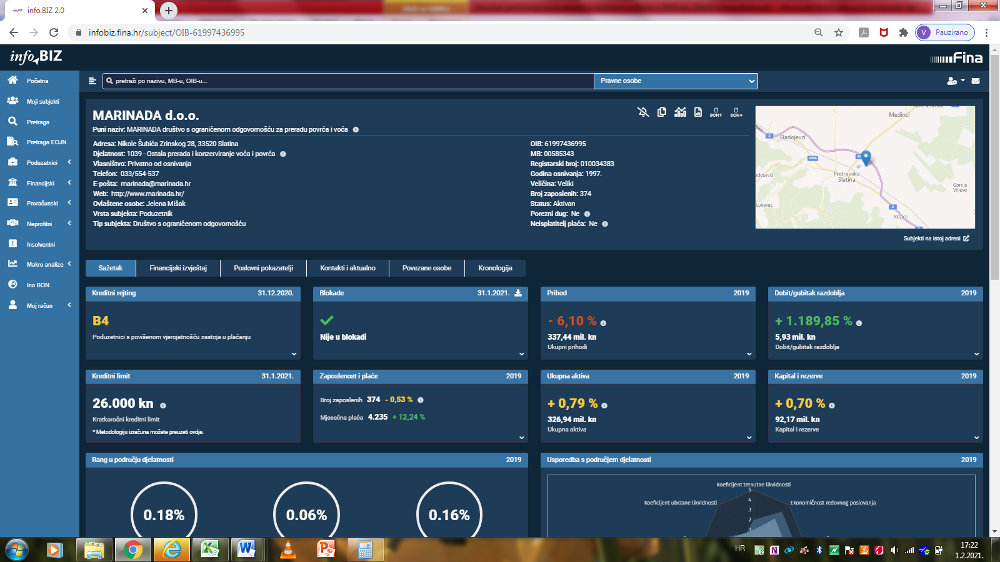 info.BIZ 2.0
infobiz.fina.hr/subject/OIB-61997436995
V Pauzirano
info.BIZ
Fina
Početna
Moji subjekti
Pretraga
Pretraga EOJN
Poduzetnici
Financijski
Proračunski
Neprofitni
Insolventni
Makro analize
Ino BON
Moj račun
pretraži po nazivu, MB-u, OIB-u...
Pravne osobe
MARINADA d.o.o.
BON1
BON+
Puni naziv: MARINADA društvo s ograničenom odgovornošću za preradu povrća i voća
Adresa: Nikole Šubića Zrinskog 28, 33520 Slatina
Djelatnost: 1039 - Ostala prerada i konzerviranje voća i povrća
Vlasništvo: Privatno od osnivanja
Telefon: 033/554-537
E-pošta: marinada@marinada.hr
Web: http://www.marinada.hr/
Ovlaštene osobe: Jelena Mišak
Vrsta subjekta: Poduzetnik
Tip subjekta: Društvo s ograničenom odgovornošću
OIB: 61997436995
MB: 00585343
Registarski broj: 010034383
Godina osnivanja: 1997.
Veličina: Veliki
Broj zaposlenih: 374
Status: Aktivan
Porezni dug: Ne
Neisplatitelj plaća: Ne
Medinci
2
Sladojevci
Podravska
Slatina
Gornje
Viljevo
Lukavac
2
Kozice
Subjekti na istoj adresi
Sažetak
Financijski izvještaj
Poslovni pokazatelji
Kontakti i aktualno
Povezane osobe
Kronologija
Kreditni rejting 31.12.2020.
B4
Poduzetnici s povišenom vjerojatnošću zastoja u plaćanju
Blokade 31.1.2021.
Nije u blokadi
Prihod 2019
- 6,10 %
337,44 mil. kn
Ukupni prihodi
Dobit/gubitak razdoblja 2019
+ 1.189,85 %
5,93 mil. kn
Dobit/gubitak razdoblja
Kreditni limit 31.1.2021.
26.000 kn
Kratkoročni kreditni limit
* Metodologiju izračuna možete preuzeti ovdje.
Zaposlenost i plaće 2019
Broj zaposlenih 374 - 0,53 %
Mjesečna plaća 4.235 + 12,24 %
Ukupna aktiva 2019
+ 0,79 %
326,94 mil. kn
Ukupna aktiva
Kapital i rezerve 2019
+ 0,70 %
92,17 mil. kn
Kapital i rezerve
Rang u području djelatnosti 2019
0.18%
0.06%
0.16%
Usporedba s područjem djelatnosti 2019
Koeficijent trenutne likvidnosti
Koeficijent ubrzane likvidnosti
Ekonomičnost redovnog poslovanja
5
4
3
2
1
HR
17:22
1.2.2021.